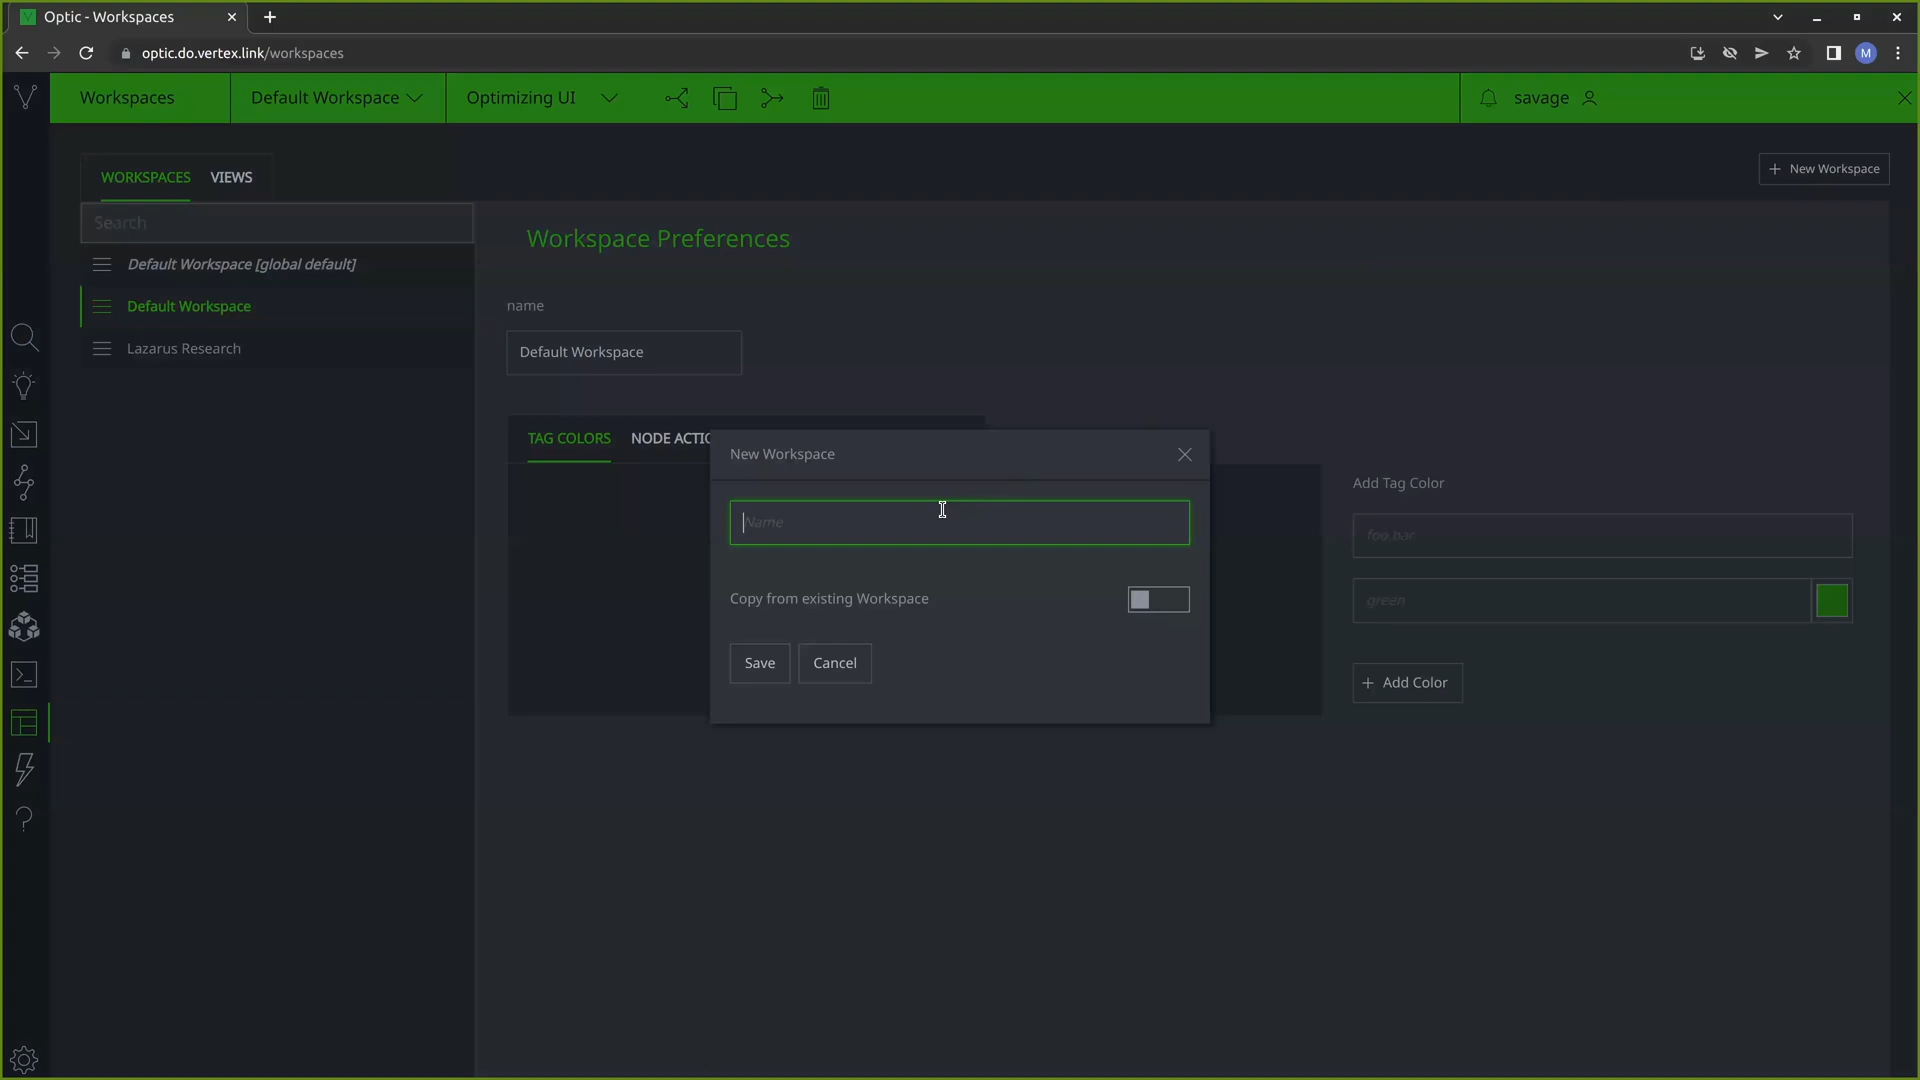 Optic - Workspaces
optic.do.vertex.link/workspaces
M
Workspaces
Default Workspace
Optimizing UI
savage
WORKSPACES
VIEWS
New Workspace
Search
Workspace Preferences
Default Workspace [global default]
name
Default Workspace
Lazarus Research
Default Workspace
TAG COLORS
NODE ACTIO
New Workspace
Add Tag Color
Name
foo,bar
Copy from existing Workspace
green
Save
Cancel
Add Color